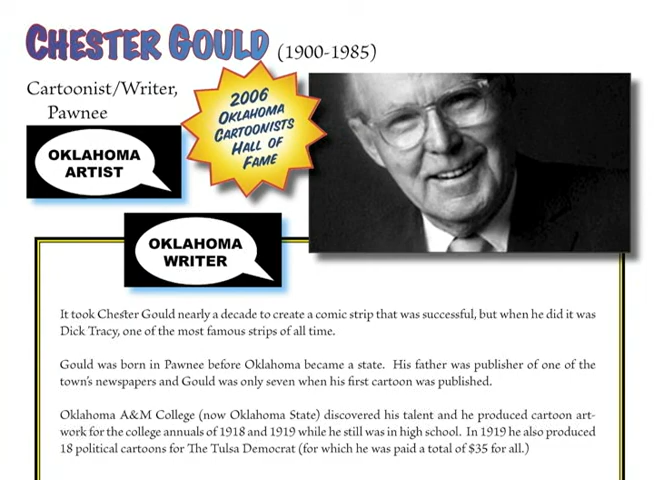 CHESTER GOULD (1900-1985)
Cartoonist/Writer,
Pawnee
2006
OKLAHOMA
CARTOONISTS
HALL OF
FAME
OKLAHOMA
ARTIST
OKLAHOMA
WRITER
It took Chester Gould nearly a decade to create a comic strip that was successful, but when he did it was
Dick Tracy, one of the most famous strips of all time.
Gould was born in Pawnee before Oklahoma became a state. His father was publisher of one of the
town's newspapers and Gould was only seven when his first cartoon was published.
Oklahoma A&M College (now Oklahoma State) discovered his talent and he produced cartoon art-
work for the college annuals of 1918 and 1919 while he still was in high school. In 1919 he also produced
18 political cartoons for The Tulsa Democrat (for which he was paid a total of $35 for all.)